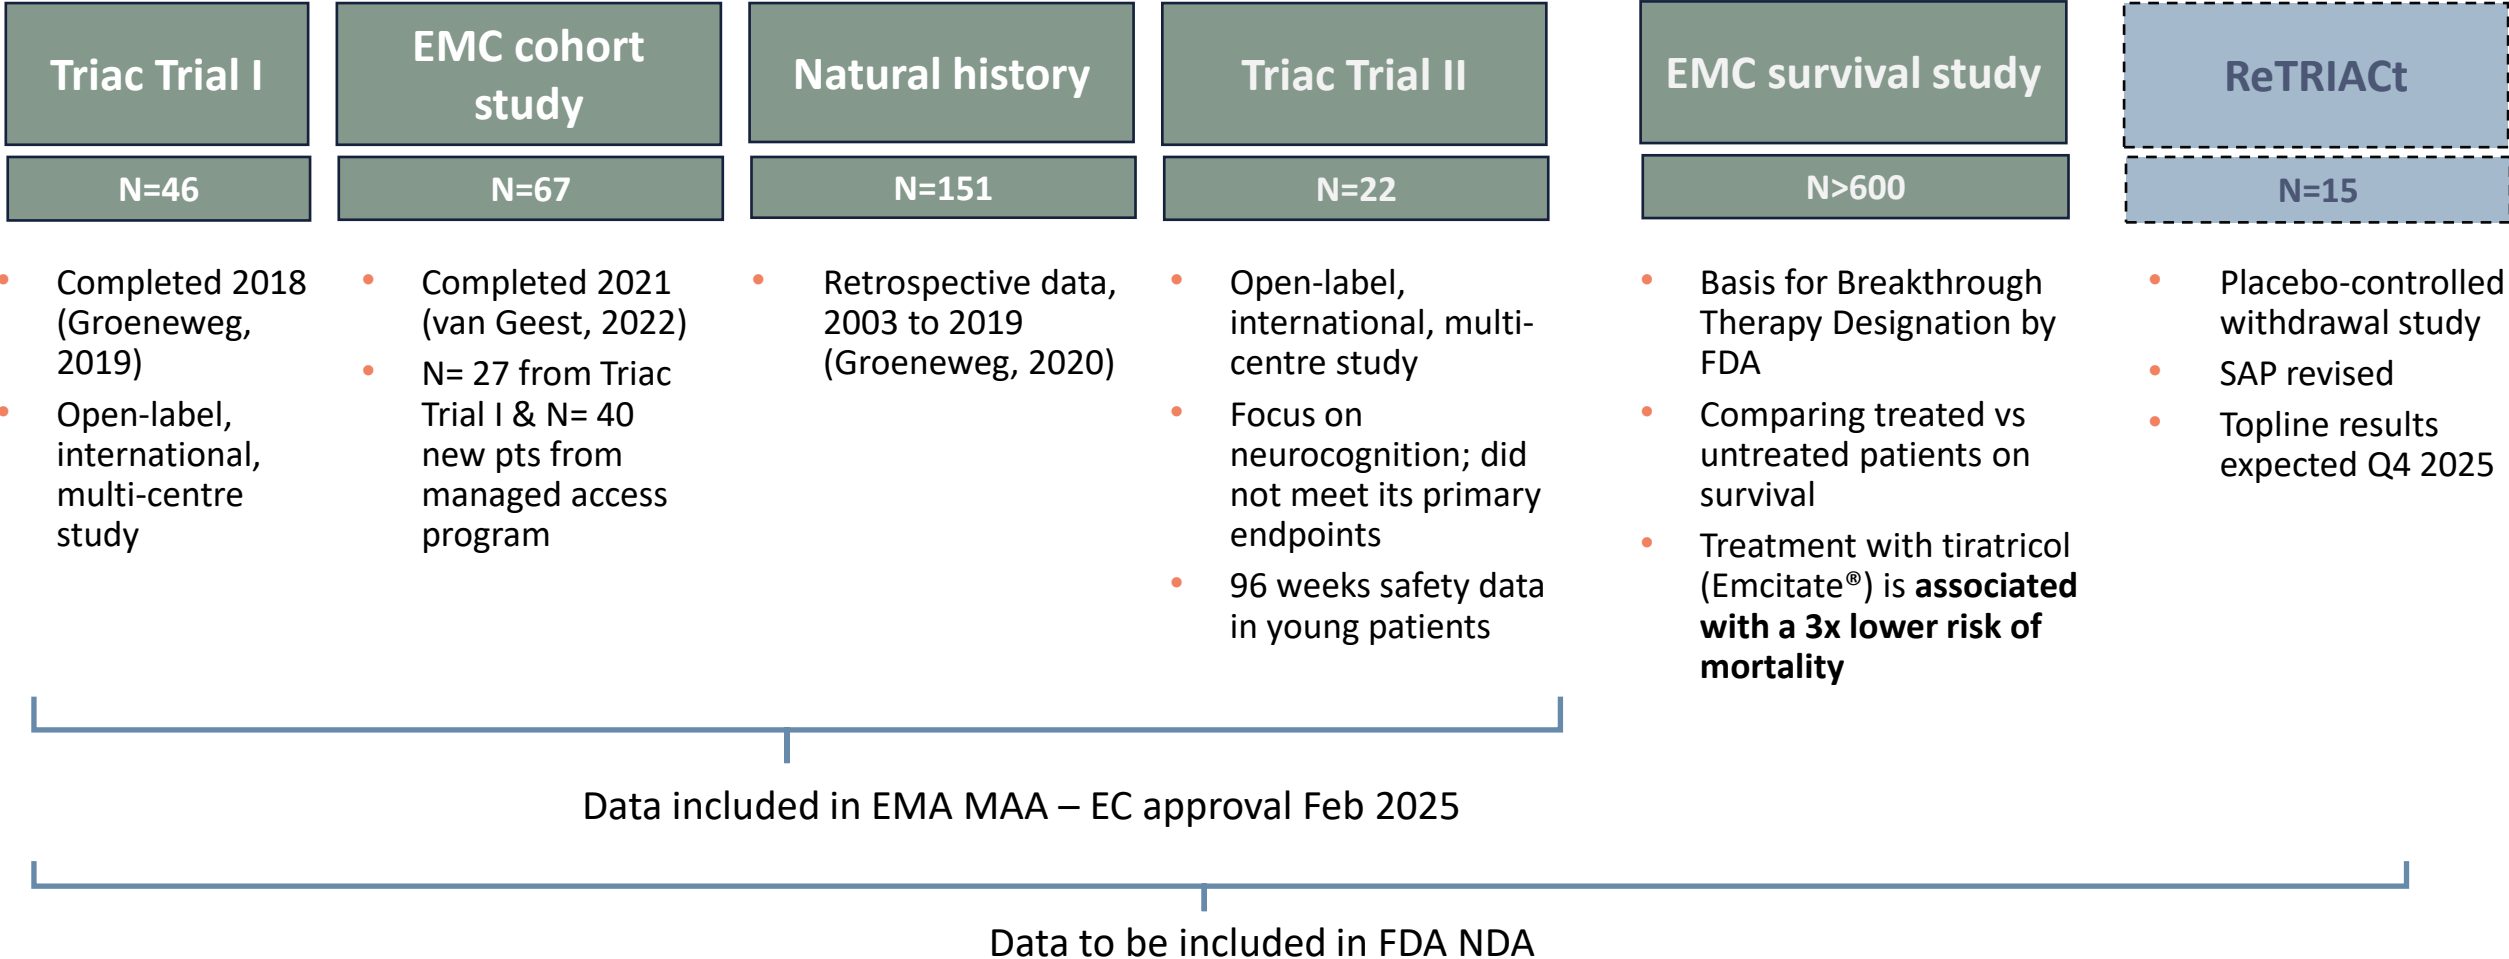 Triac Trial I
N=46
• Completed 2018
(Groeneweg,
2019)
• Open-label,
international,
multi-centre
study
EMC cohort
study
N=67
• Completed 2021
(van Geest, 2022)
• N= 27 from Triac
Trial I & N= 40
new pts from
managed access
program
Natural history
N=151
• Retrospective data,
2003 to 2019
(Groeneweg, 2020)
Triac Trial II
N=22
• Open-label,
international, multi-
centre study
• Focus on
neurocognition; did
not meet its primary
endpoints
• 96 weeks safety data
in young patients
EMC survival study
N>600
• Basis for Breakthrough
Therapy Designation by
FDA
• Comparing treated vs
untreated patients on
survival
• Treatment with tiratricol
(Emcitate®) is associated
with a 3x lower risk of
mortality
ReTRIACt
N=15
• Placebo-controlled
withdrawal study
• SAP revised
• Topline results
expected Q4 2025
Data included in EMA MAA – EC approval Feb 2025
Data to be included in FDA NDA